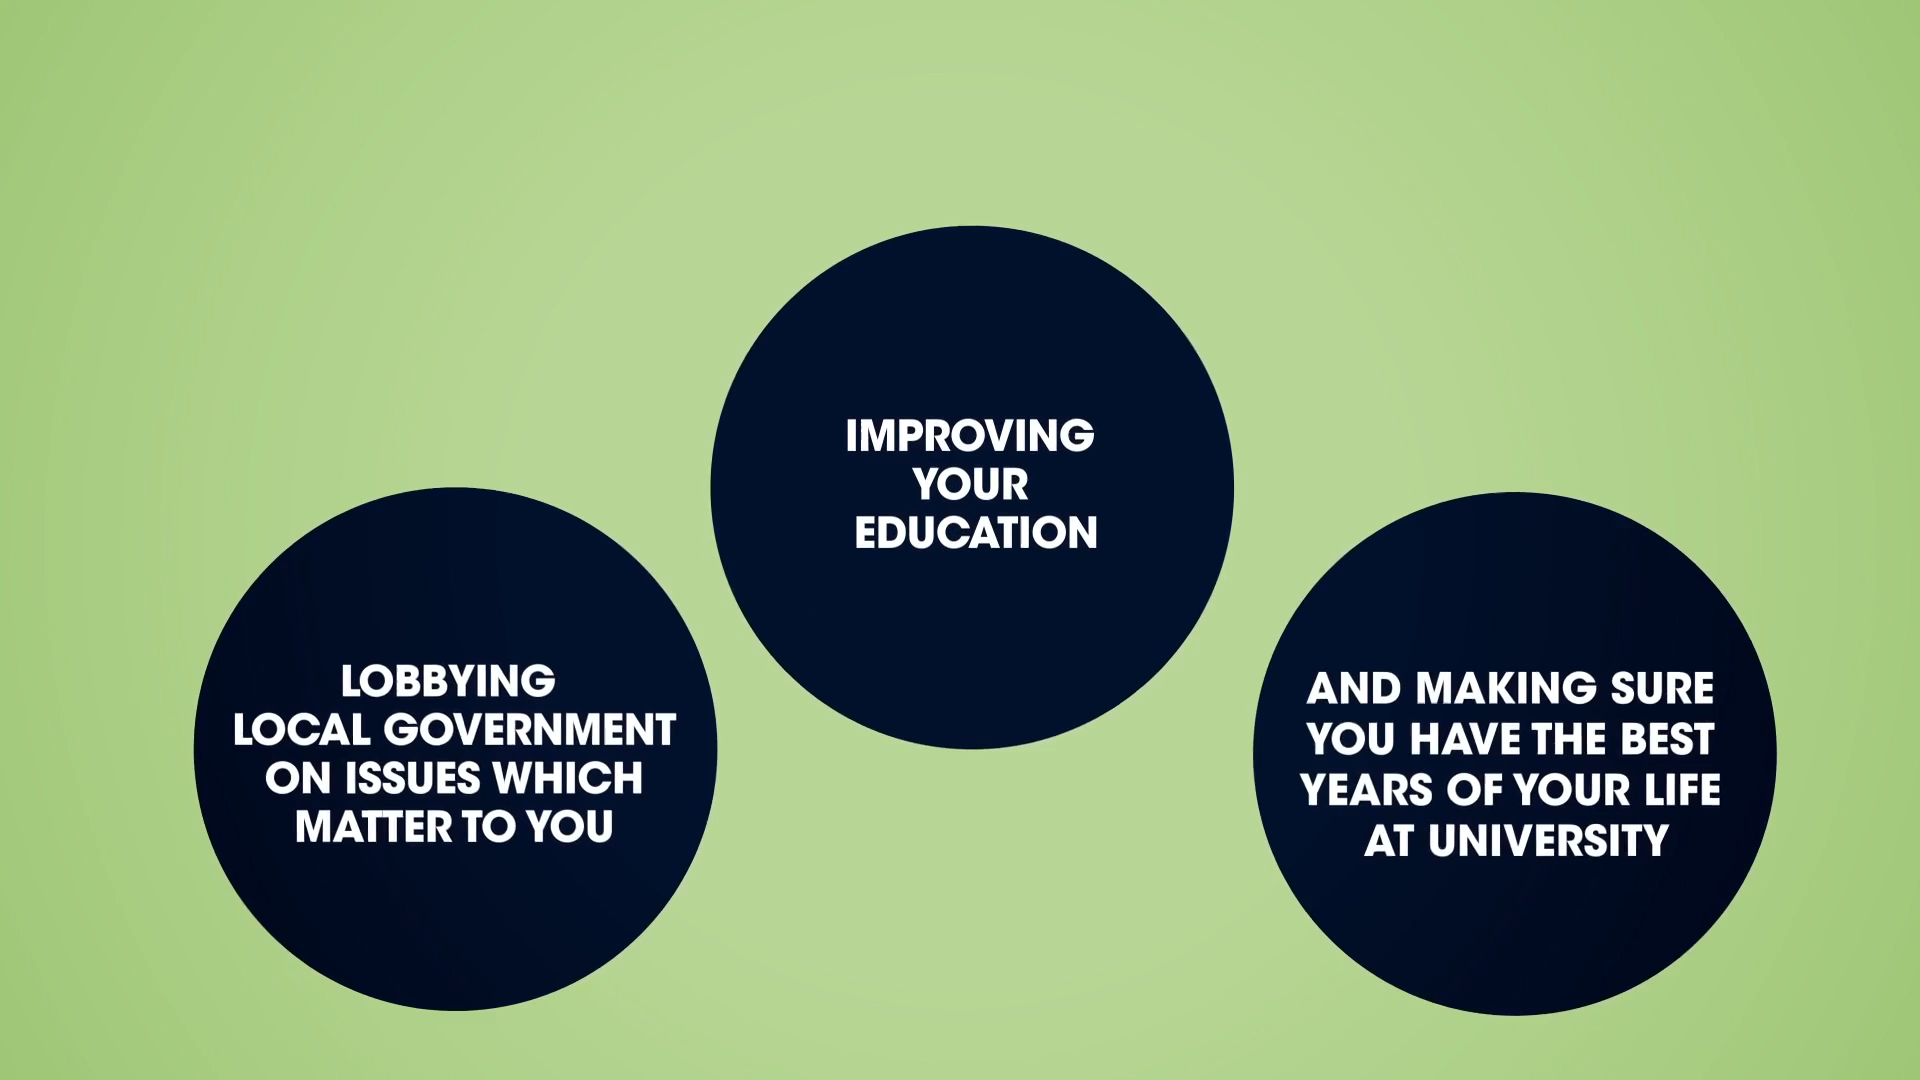 LOBBYING
LOCAL GOVERNMENT
ON ISSUES WHICH
MATTER TO YOU
IMPROVING
YOUR
EDUCATION
AND MAKING SURE
YOU HAVE THE BEST
YEARS OF YOUR LIFE
AT UNIVERSITY